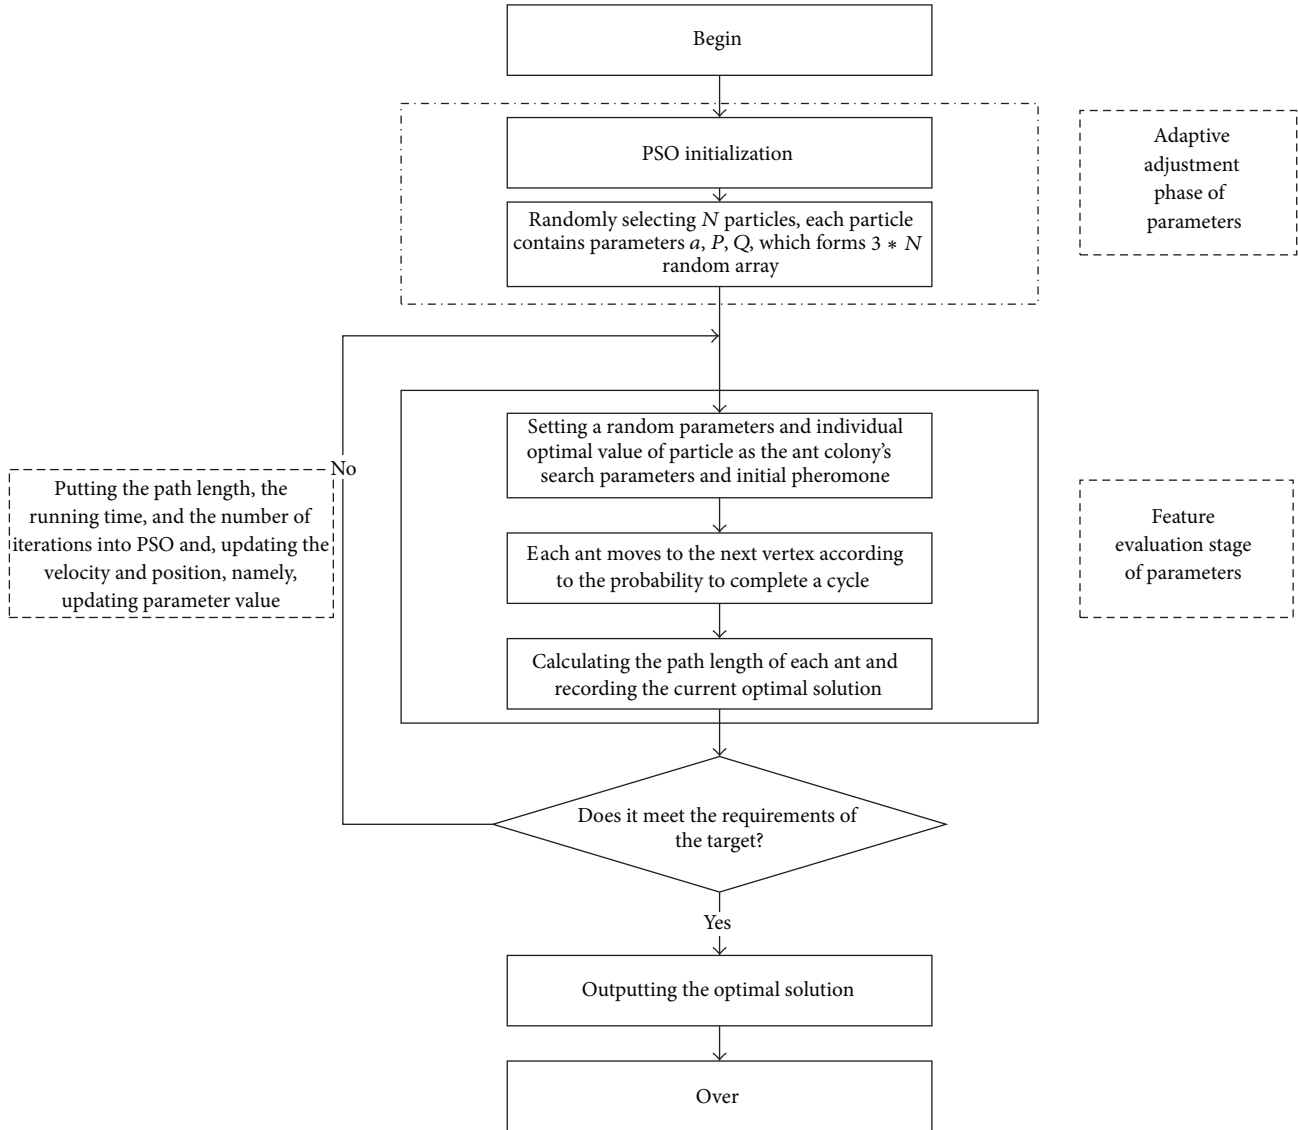 Begin
PSO initialization
Randomly selecting N particles, each particle
contains parameters a, P, Q, which forms 3 * N
random array
Adaptive
adjustment
phase of
parameters
Setting a random parameters and individual
optimal value of particle as the ant colony's
search parameters and initial pheromone
No
Putting the path length, the
running time, and the number of
iterations into PSO and, updating the
velocity and position, namely,
updating parameter value
Each ant moves to the next vertex according
to the probability to complete a cycle
Feature
evaluation stage
of parameters
Calculating the path length of each ant and
recording the current optimal solution
Does it meet the requirements of
the target?
Yes
Outputting the optimal solution
Over